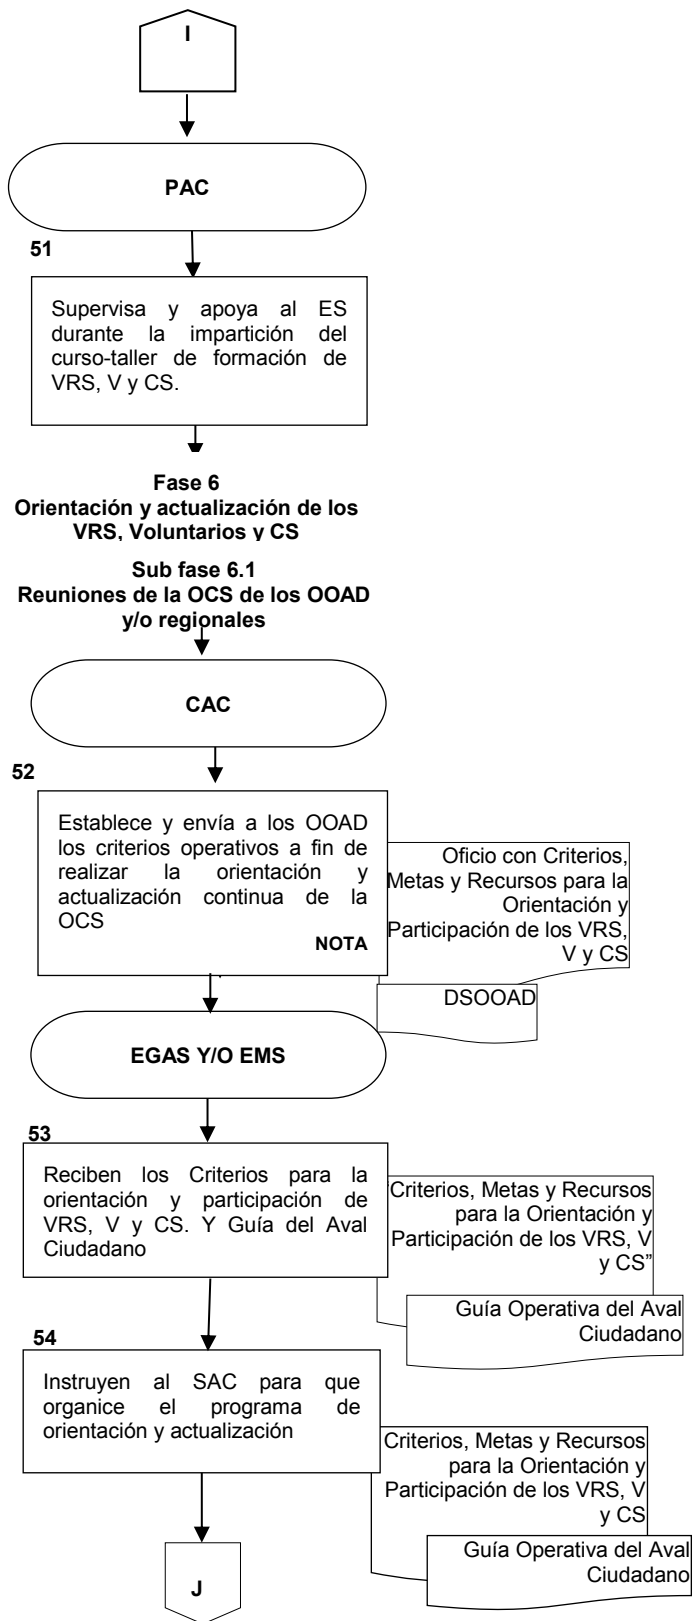 I
PAC
51
Supervisa y apoya al ES
durante la impartición del
curso-taller de formación de
VRS, V y CS.
Fase 6
Orientación y actualización de los
VRS, Voluntarios y CS
Sub fase 6.1
Reuniones de la OCS de los OOAD
y/o regionales
CAC
52
Establece y envía a los OOAD
los criterios operativos a fin de
realizar la orientación y
actualización continua de la
OCS
NOTA
Oficio con Criterios,
Metas y Recursos para la
Orientación y
Participación de los VRS,
V y CS
DSOOAD
EGAS Y/O EMS
53
Reciben los Criterios para la
orientación y participación de
VRS, V y CS. Y Guía del Aval
Ciudadano
Criterios, Metas y Recursos
para la Orientación y
Participación de los VRS, V
y CS”
Guía Operativa del Aval
Ciudadano
54
Instruyen al SAC para que
organice el programa de
orientación y actualización
Criterios, Metas y Recursos
para la Orientación y
Participación de los VRS, V
y CS
Guía Operativa del Aval
Ciudadano
J